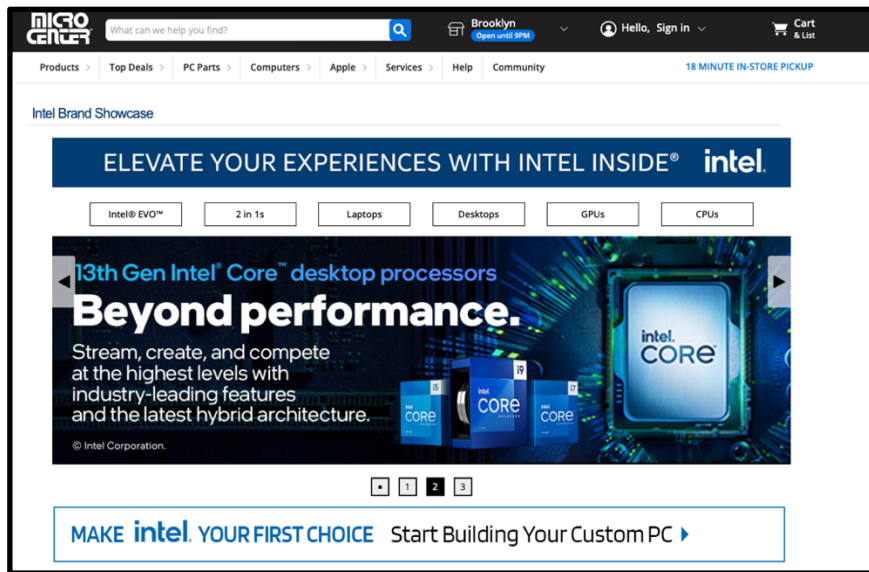 MICRO CENTER
What can we help you find?
Brooklyn
Open until 9PM
Hello, Sign in
Cart
& List
Products
Top Deals
PC Parts
Computers
Apple
Services
Help
Community
18 MINUTE IN-STORE PICKUP
Intel Brand Showcase
ELEVATE YOUR EXPERIENCES WITH INTEL INSIDE® intel.
Intel® EVO™
2 in 1s
Laptops
Desktops
GPUs
CPUs
13th Gen Intel® Core™ desktop processors
Beyond performance.
Stream, create, and compete
at the highest levels with
industry-leading features
and the latest hybrid architecture.
© Intel Corporation.
i5
intel
CORE
i9
intel.
CORE
i7
intel
CORE
intel.
CORE
1
2
3
MAKE intel. YOUR FIRST CHOICE Start Building Your Custom PC